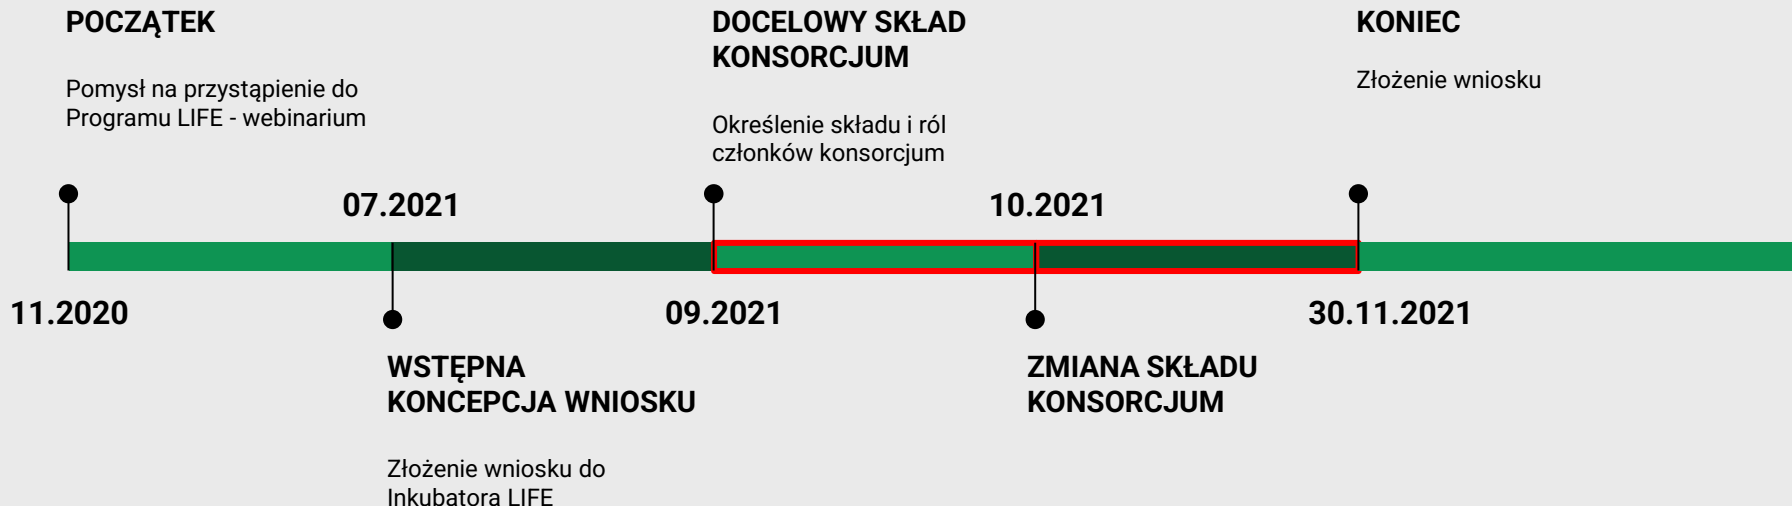 POCZĄTEK
Pomysł na przystąpienie do
Programu LIFE - webinarium
DOCELOWY SKŁAD
KONSORCJUM
Określenie składu i ról
członków konsorcjum
KONIEC
Złożenie wniosku
07.2021
10.2021
11.2020
09.2021
30.11.2021
WSTĘPNA
KONCEPCJA WNIOSKU
Złożenie wniosku do
Inkubatora LIFE
ZMIANA SKŁADU
KONSORCJUM